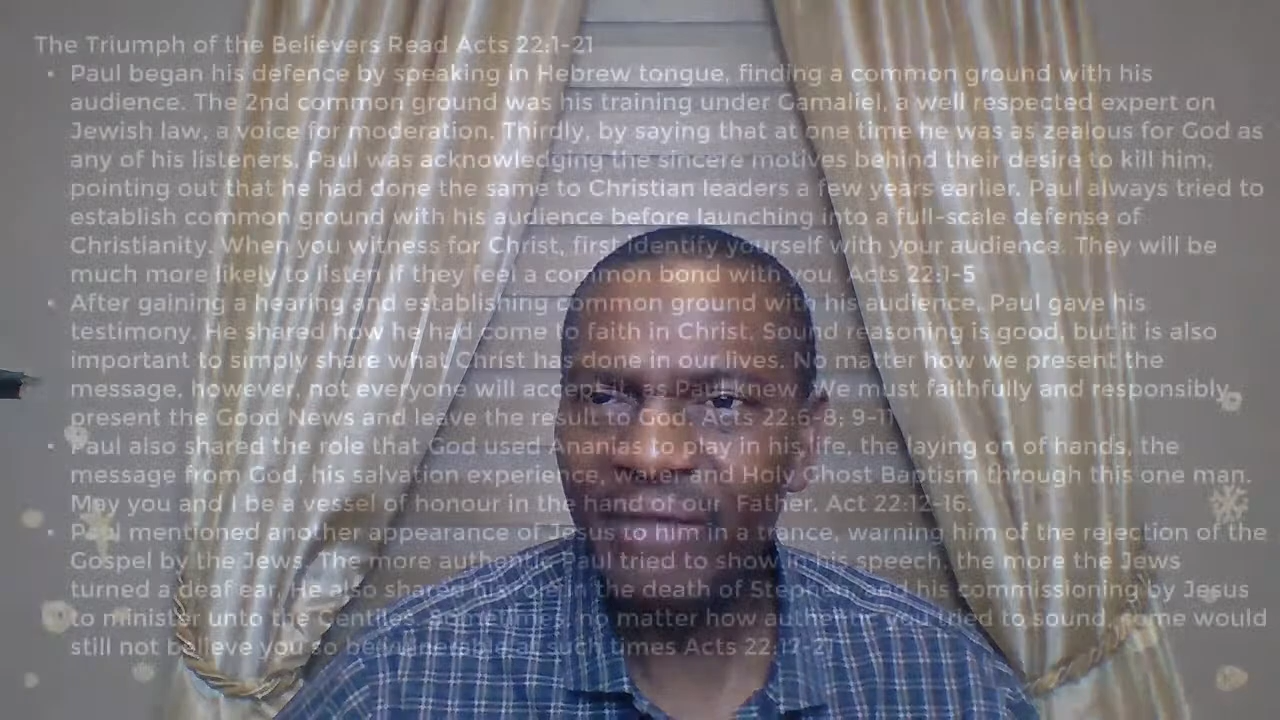 The Triumph of the Believers Read Acts 22:1-21
• Paul began his defence by speaking in Hebrew tongue, finding a common ground with his
audience. The 2nd common ground was his training under Gamaliel, a well respected expert on
Jewish law, a voice for moderation. Thirdly, by saying that at one time he was as zealous for God as
any of his listeners, Paul was acknowledging the sincere motives behind their desire to kill him,
pointing out that he had done the same to Christian leaders a few years earlier. Paul always tried to
establish common ground with his audience before launching into a full-scale defense of
Christianity. When you witness for Christ, first identify yourself with your audience. They will be
much more likely to listen if they feel a common bond with you. Acts 22:1-5
• After gaining a hearing and establishing common ground with his audience, Paul gave his
testimony. He shared how he had come to faith in Christ. Sound reasoning is good, but it is also
important to simply share what Christ has done in our lives. No matter how we present the
message, however, not everyone will accept it, as Paul knew. We must faithfully and responsibly
present the Good News and leave the results to God. Acts 22:6-8; 9-11
• Paul also shared the role that God used Ananias to play in his life, the laying on of hands, the
message from God, his salvation experience, water and Holy Ghost Baptism through this one man.
May you and I be a vessel of honour in the hand of our Father. Act 22:12-16.
• Paul mentioned another appearance of Jesus to him in a trance, warning him of the rejection of the
Gospel by the Jews. The more authentic Paul tried to show in his speech, the more the Jews
turned a deaf ear. He also shared his role in the death of Stephen, and his commissioning by Jesus
to minister unto the Gentiles. Sometimes, no matter how authentic you tried to sound, some would
still not believe you so be vulnerable at such times Acts 22:17-21